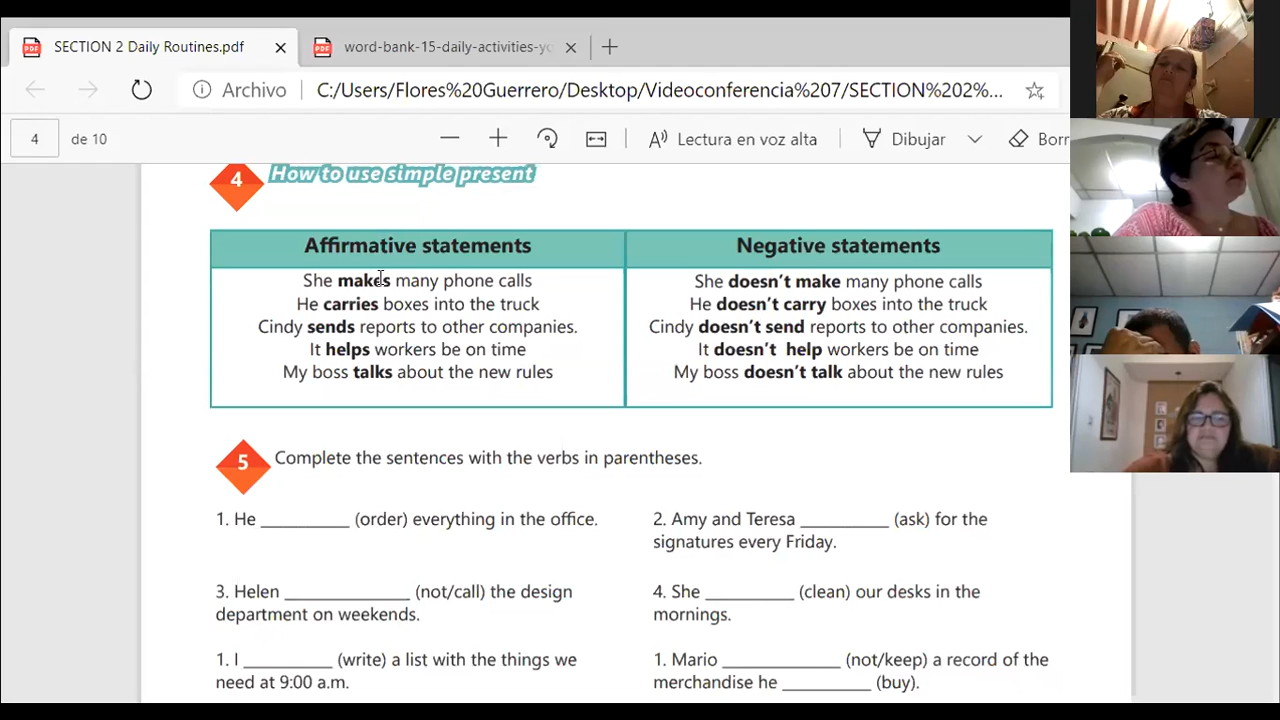 SECTION 2 Daily Routines.pdf
word-bank-15-daily-activities-yo
Archivo
C:/Users/Flores%20Guerrero/Desktop/Videoconferencia%207/SECTION%202%...
4
de 10
Lectura en voz alta
Dibujar
Bor
4
How to use simple present
Affirmative statements
Negative statements
She makes many phone calls
He carries boxes into the truck
Cindy sends reports to other companies.
It helps workers be on time
My boss talks about the new rules
She doesn't make many phone calls
He doesn't carry boxes into the truck
Cindy doesn't send reports to other companies.
It doesn't help workers be on time
My boss doesn't talk about the new rules
5
Complete the sentences with the verbs in parentheses.
1. He __________ (order) everything in the office.
2. Amy and Teresa __________ (ask) for the
signatures every Friday.
3. Helen ______________ (not/call) the design
department on weekends.
4. She __________ (clean) our desks in the
mornings.
1. I __________ (write) a list with the things we
need at 9:00 a.m.
1. Mario _____________ (not/keep) a record of the
merchandise he __________ (buy).